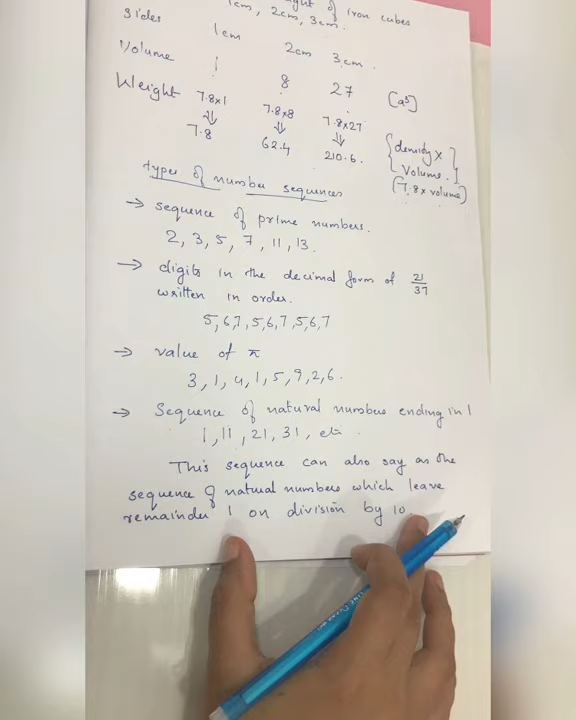 of iron cubes
1cm, 2cm, 3cm.
Sides 1cm 2cm 3cm.
Volume 1 8 27 [a³]
Weight 7.8×1 7.8×8 7.8×27 {density ×
⇓ ⇓ ⇓ volume.}
7.8 62.4 210.6. (7.8 × volume)
types of number sequences
→ sequence of prime numbers.
2, 3, 5, 7, 11, 13.
→ digits in the decimal form of 21/37
written in order.
5,6,7,5,6,7,5,6,7
→ value of π
3, 1, 4, 1, 5, 9, 2, 6.
→ Sequence of natural numbers ending in 1
1, 11, 21, 31, etc.
This sequence can also say as the
sequence of natural numbers which leave
remainder 1 on division by 10